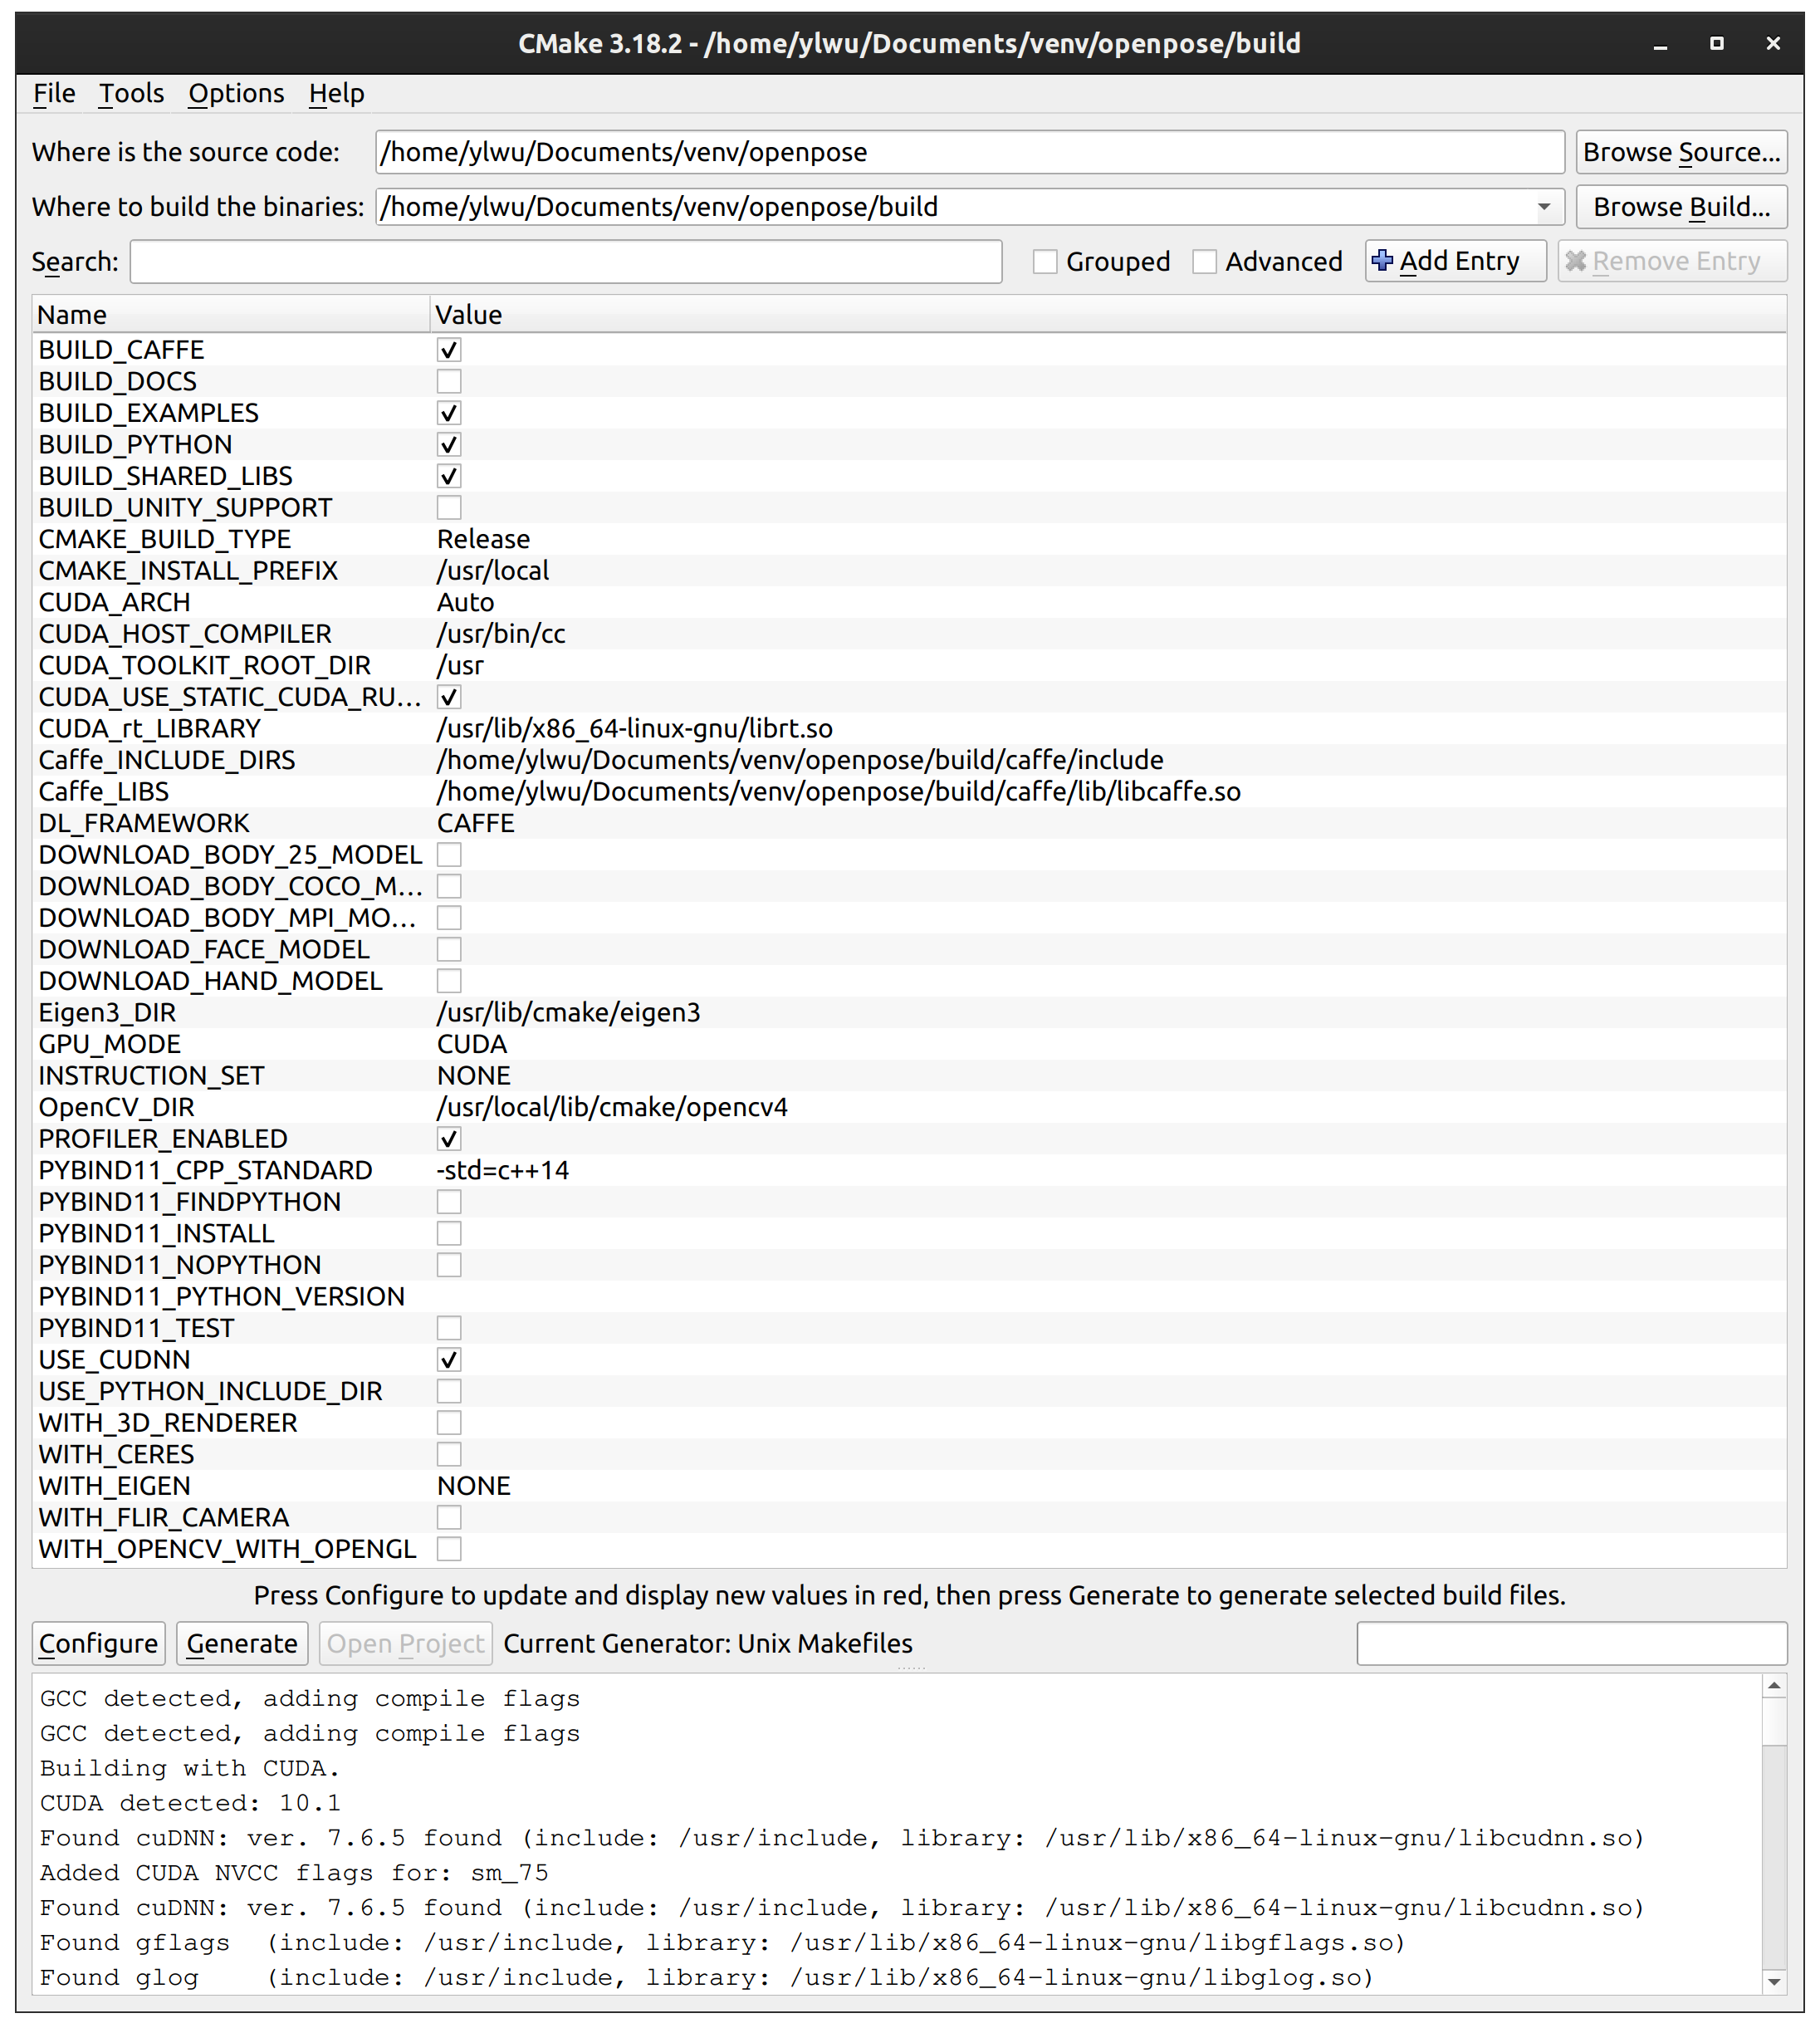 CMake 3.18.2 - /home/ylwu/Documents/venv/openpose/build
File Tools Options Help
Where is the source code: /home/ylwu/Documents/venv/openpose Browse Source...
Where to build the binaries: /home/ylwu/Documents/venv/openpose/build Browse Build...
Search: Grouped Advanced Add Entry Remove Entry
Name Value
BUILD_CAFFE
BUILD_DOCS
BUILD_EXAMPLES
BUILD_PYTHON
BUILD_SHARED_LIBS
BUILD_UNITY_SUPPORT
CMAKE_BUILD_TYPE Release
CMAKE_INSTALL_PREFIX /usr/local
CUDA_ARCH Auto
CUDA_HOST_COMPILER /usr/bin/cc
CUDA_TOOLKIT_ROOT_DIR /usr
CUDA_USE_STATIC_CUDA_RU...
CUDA_rt_LIBRARY /usr/lib/x86_64-linux-gnu/librt.so
Caffe_INCLUDE_DIRS /home/ylwu/Documents/venv/openpose/build/caffe/include
Caffe_LIBS /home/ylwu/Documents/venv/openpose/build/caffe/lib/libcaffe.so
DL_FRAMEWORK CAFFE
DOWNLOAD_BODY_25_MODEL
DOWNLOAD_BODY_COCO_M...
DOWNLOAD_BODY_MPI_MO...
DOWNLOAD_FACE_MODEL
DOWNLOAD_HAND_MODEL
Eigen3_DIR /usr/lib/cmake/eigen3
GPU_MODE CUDA
INSTRUCTION_SET NONE
OpenCV_DIR /usr/local/lib/cmake/opencv4
PROFILER_ENABLED
PYBIND11_CPP_STANDARD -std=c++14
PYBIND11_FINDPYTHON
PYBIND11_INSTALL
PYBIND11_NOPYTHON
PYBIND11_PYTHON_VERSION
PYBIND11_TEST
USE_CUDNN
USE_PYTHON_INCLUDE_DIR
WITH_3D_RENDERER
WITH_CERES
WITH_EIGEN NONE
WITH_FLIR_CAMERA
WITH_OPENCV_WITH_OPENGL
Press Configure to update and display new values in red, then press Generate to generate selected build files.
Configure Generate Open Project Current Generator: Unix Makefiles
GCC detected, adding compile flags
GCC detected, adding compile flags
Building with CUDA.
CUDA detected: 10.1
Found cuDNN: ver. 7.6.5 found (include: /usr/include, library: /usr/lib/x86_64-linux-gnu/libcudnn.so)
Added CUDA NVCC flags for: sm_75
Found cuDNN: ver. 7.6.5 found (include: /usr/include, library: /usr/lib/x86_64-linux-gnu/libcudnn.so)
Found gflags  (include: /usr/include, library: /usr/lib/x86_64-linux-gnu/libgflags.so)
Found glog    (include: /usr/include, library: /usr/lib/x86_64-linux-gnu/libglog.so)